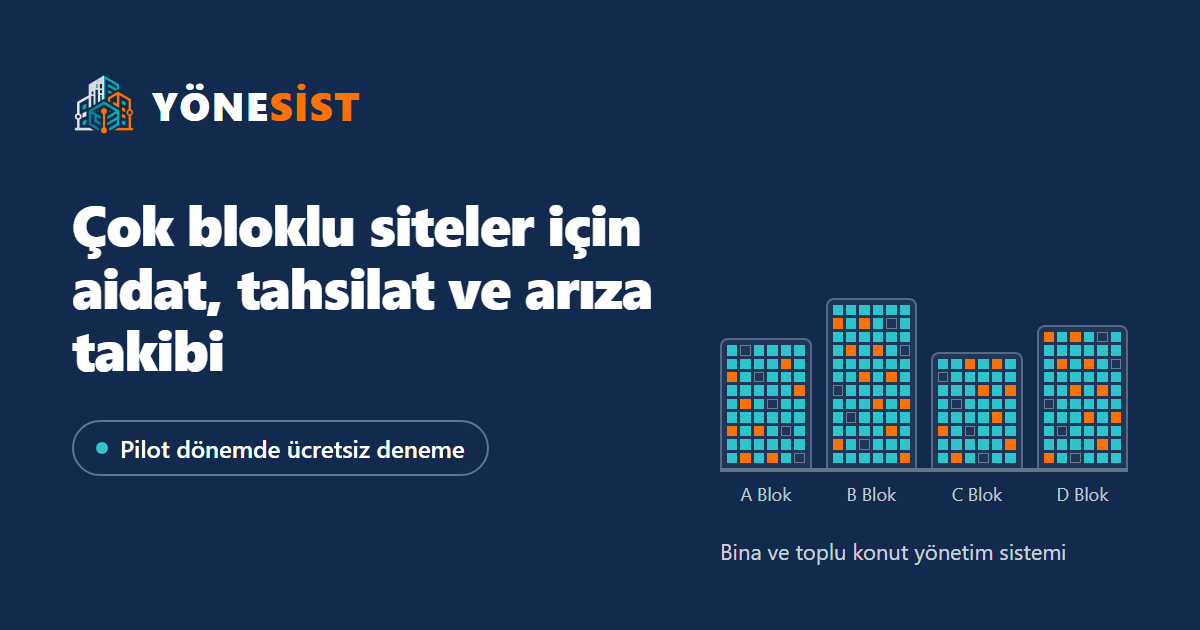 YÖNESİST
Çok bloklu siteler için
aidat, tahsilat ve arıza
takibi
Pilot dönemde ücretsiz deneme
A Blok
B Blok
C Blok
D Blok
Bina ve toplu konut yönetim sistemi